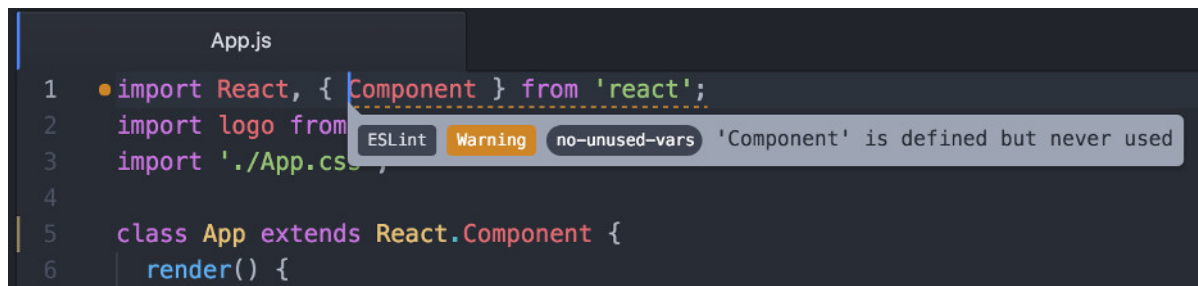 App.js
1 import React, { Component } from 'react';
2 import logo from
ESLint Warning no-unused-vars 'Component' is defined but never used
3 import './App.css';
4
5 class App extends React.Component {
6 render() {